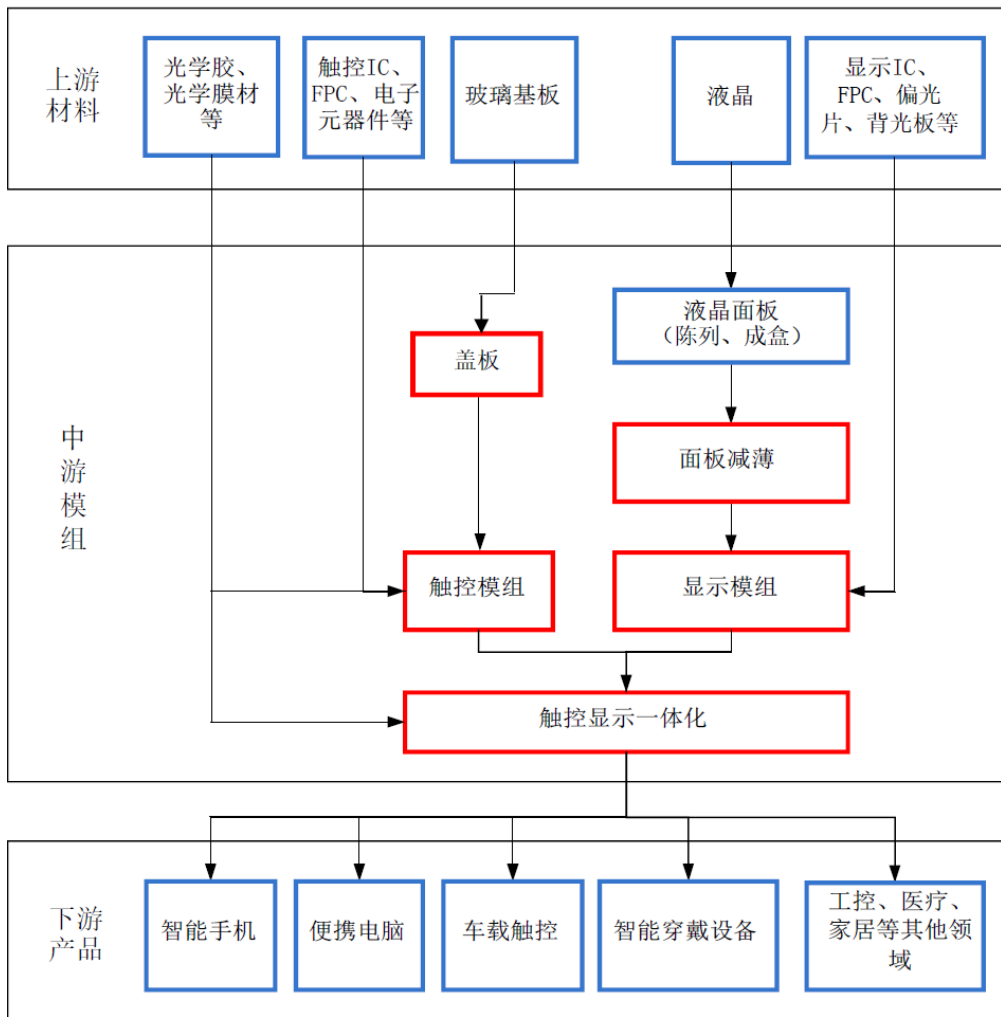 上游
材料
光学胶、
光学膜材
等
触控IC、
FPC、电子
元器件等
玻璃基板
液晶
显示IC、
FPC、偏光
片、背光板等
中
游
模
组
液晶面板
（陈列、成盒）
盖板
面板减薄
触控模组
显示模组
触控显示一体化
下游
产品
智能手机
便携电脑
车载触控
智能穿戴设备
工控、医疗、
家居等其他领
域